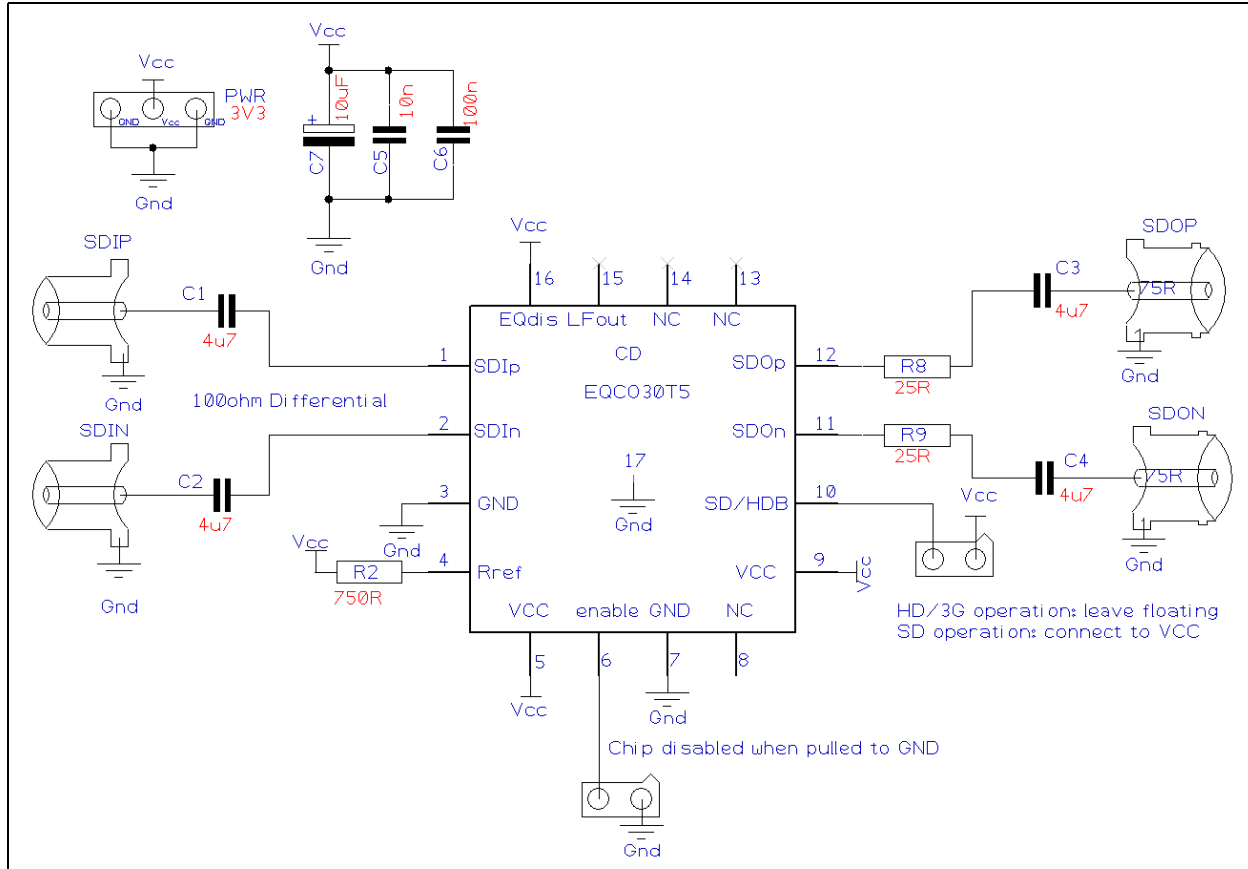 Vcc
Vcc
PWR
3V3
GND
Vcc
GND
Gnd
10uF
10n
100n
+
C7
C5
C6
Gnd
SDIP
C1
4u7
Gnd
100ohm Differential
SDIN
C2
4u7
Gnd
Vcc
16
15
14
13
EQdis
LFout
NC
NC
CD
EQCO30T5
1
SDIp
2
SDIn
3
GND
Gnd
4
Rref
Vcc
R2
750R
17
Gnd
12
SDOp
11
SDOn
10
SD/HDB
9
VCC
Vcc
VCC
enable
GND
NC
5
6
7
8
Vcc
Gnd
R8
25R
R9
25R
C3
4u7
SDOP
75R
1
Gnd
SDON
C4
4u7
75R
1
Gnd
Vcc
HD/3G operation: leave floating
SD operation: connect to VCC
Chip disabled when pulled to GND
Gnd